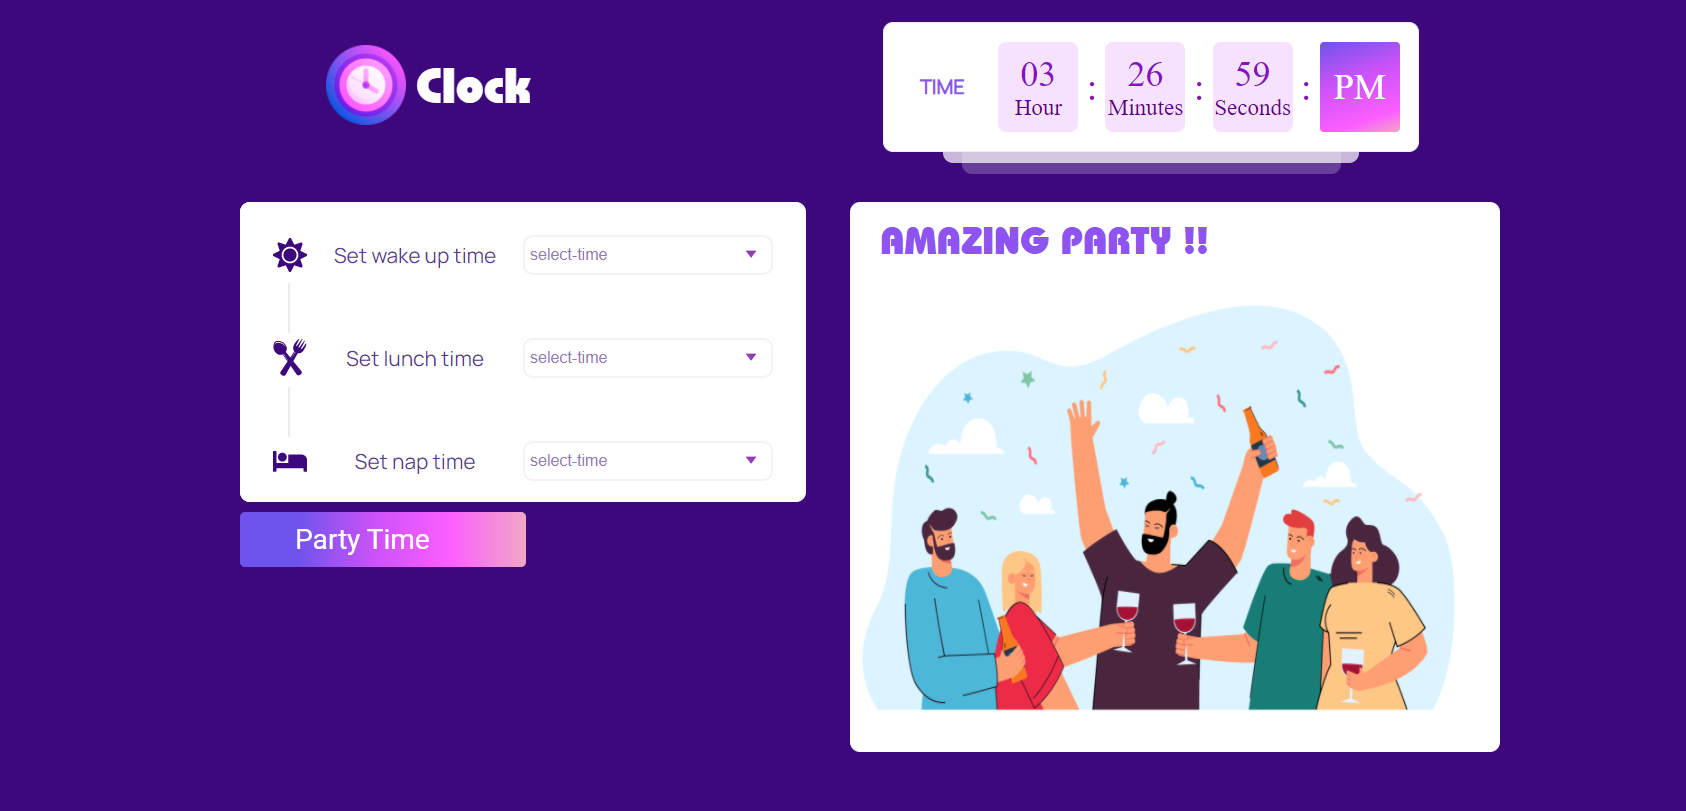 Clock
TIME
03 : 26 : 59 : PM
Hour Minutes Seconds
Set wake up time select-time
Set lunch time select-time
Set nap time select-time
Party Time
AMAZING PARTY !!